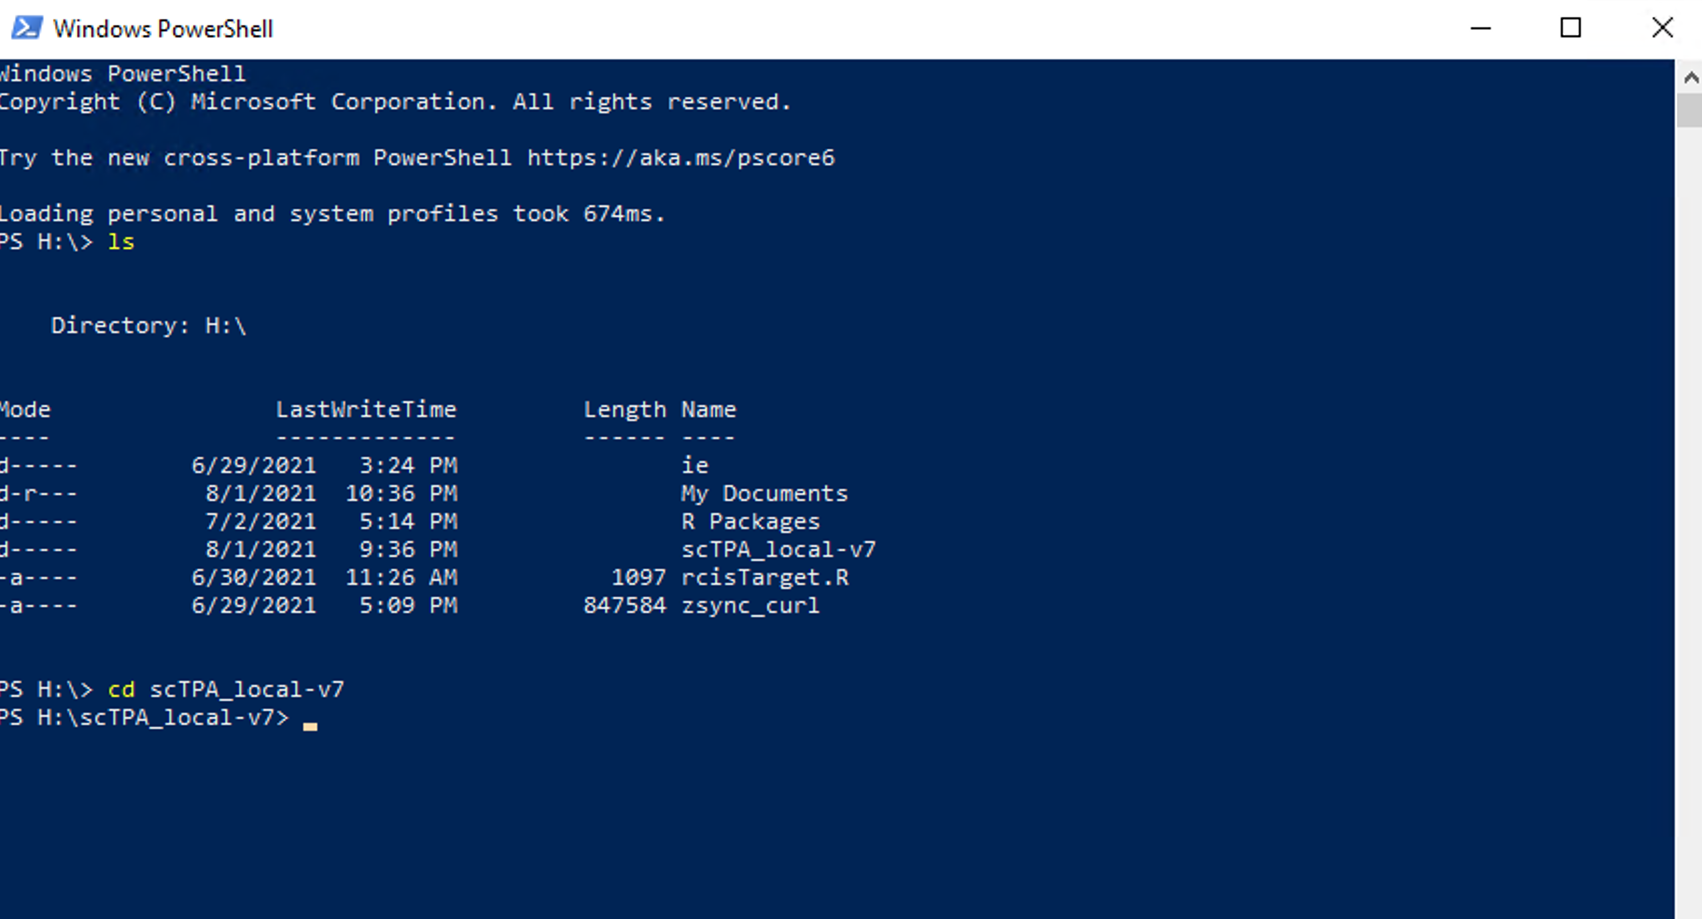 Windows PowerShell
Windows PowerShell
Copyright (C) Microsoft Corporation. All rights reserved.
Try the new cross-platform PowerShell https://aka.ms/pscore6
Loading personal and system profiles took 674ms.
PS H:\> ls
Directory: H:\
Mode LastWriteTime Length Name
---- ------------- ------ ----
d----- 6/29/2021 3:24 PM ie
d-r--- 8/1/2021 10:36 PM My Documents
d----- 7/2/2021 5:14 PM R Packages
d----- 8/1/2021 9:36 PM scTPA_local-v7
-a---- 6/30/2021 11:26 AM 1097 rcisTarget.R
-a---- 6/29/2021 5:09 PM 847584 zsync_curl
PS H:\> cd scTPA_local-v7
PS H:\scTPA_local-v7>